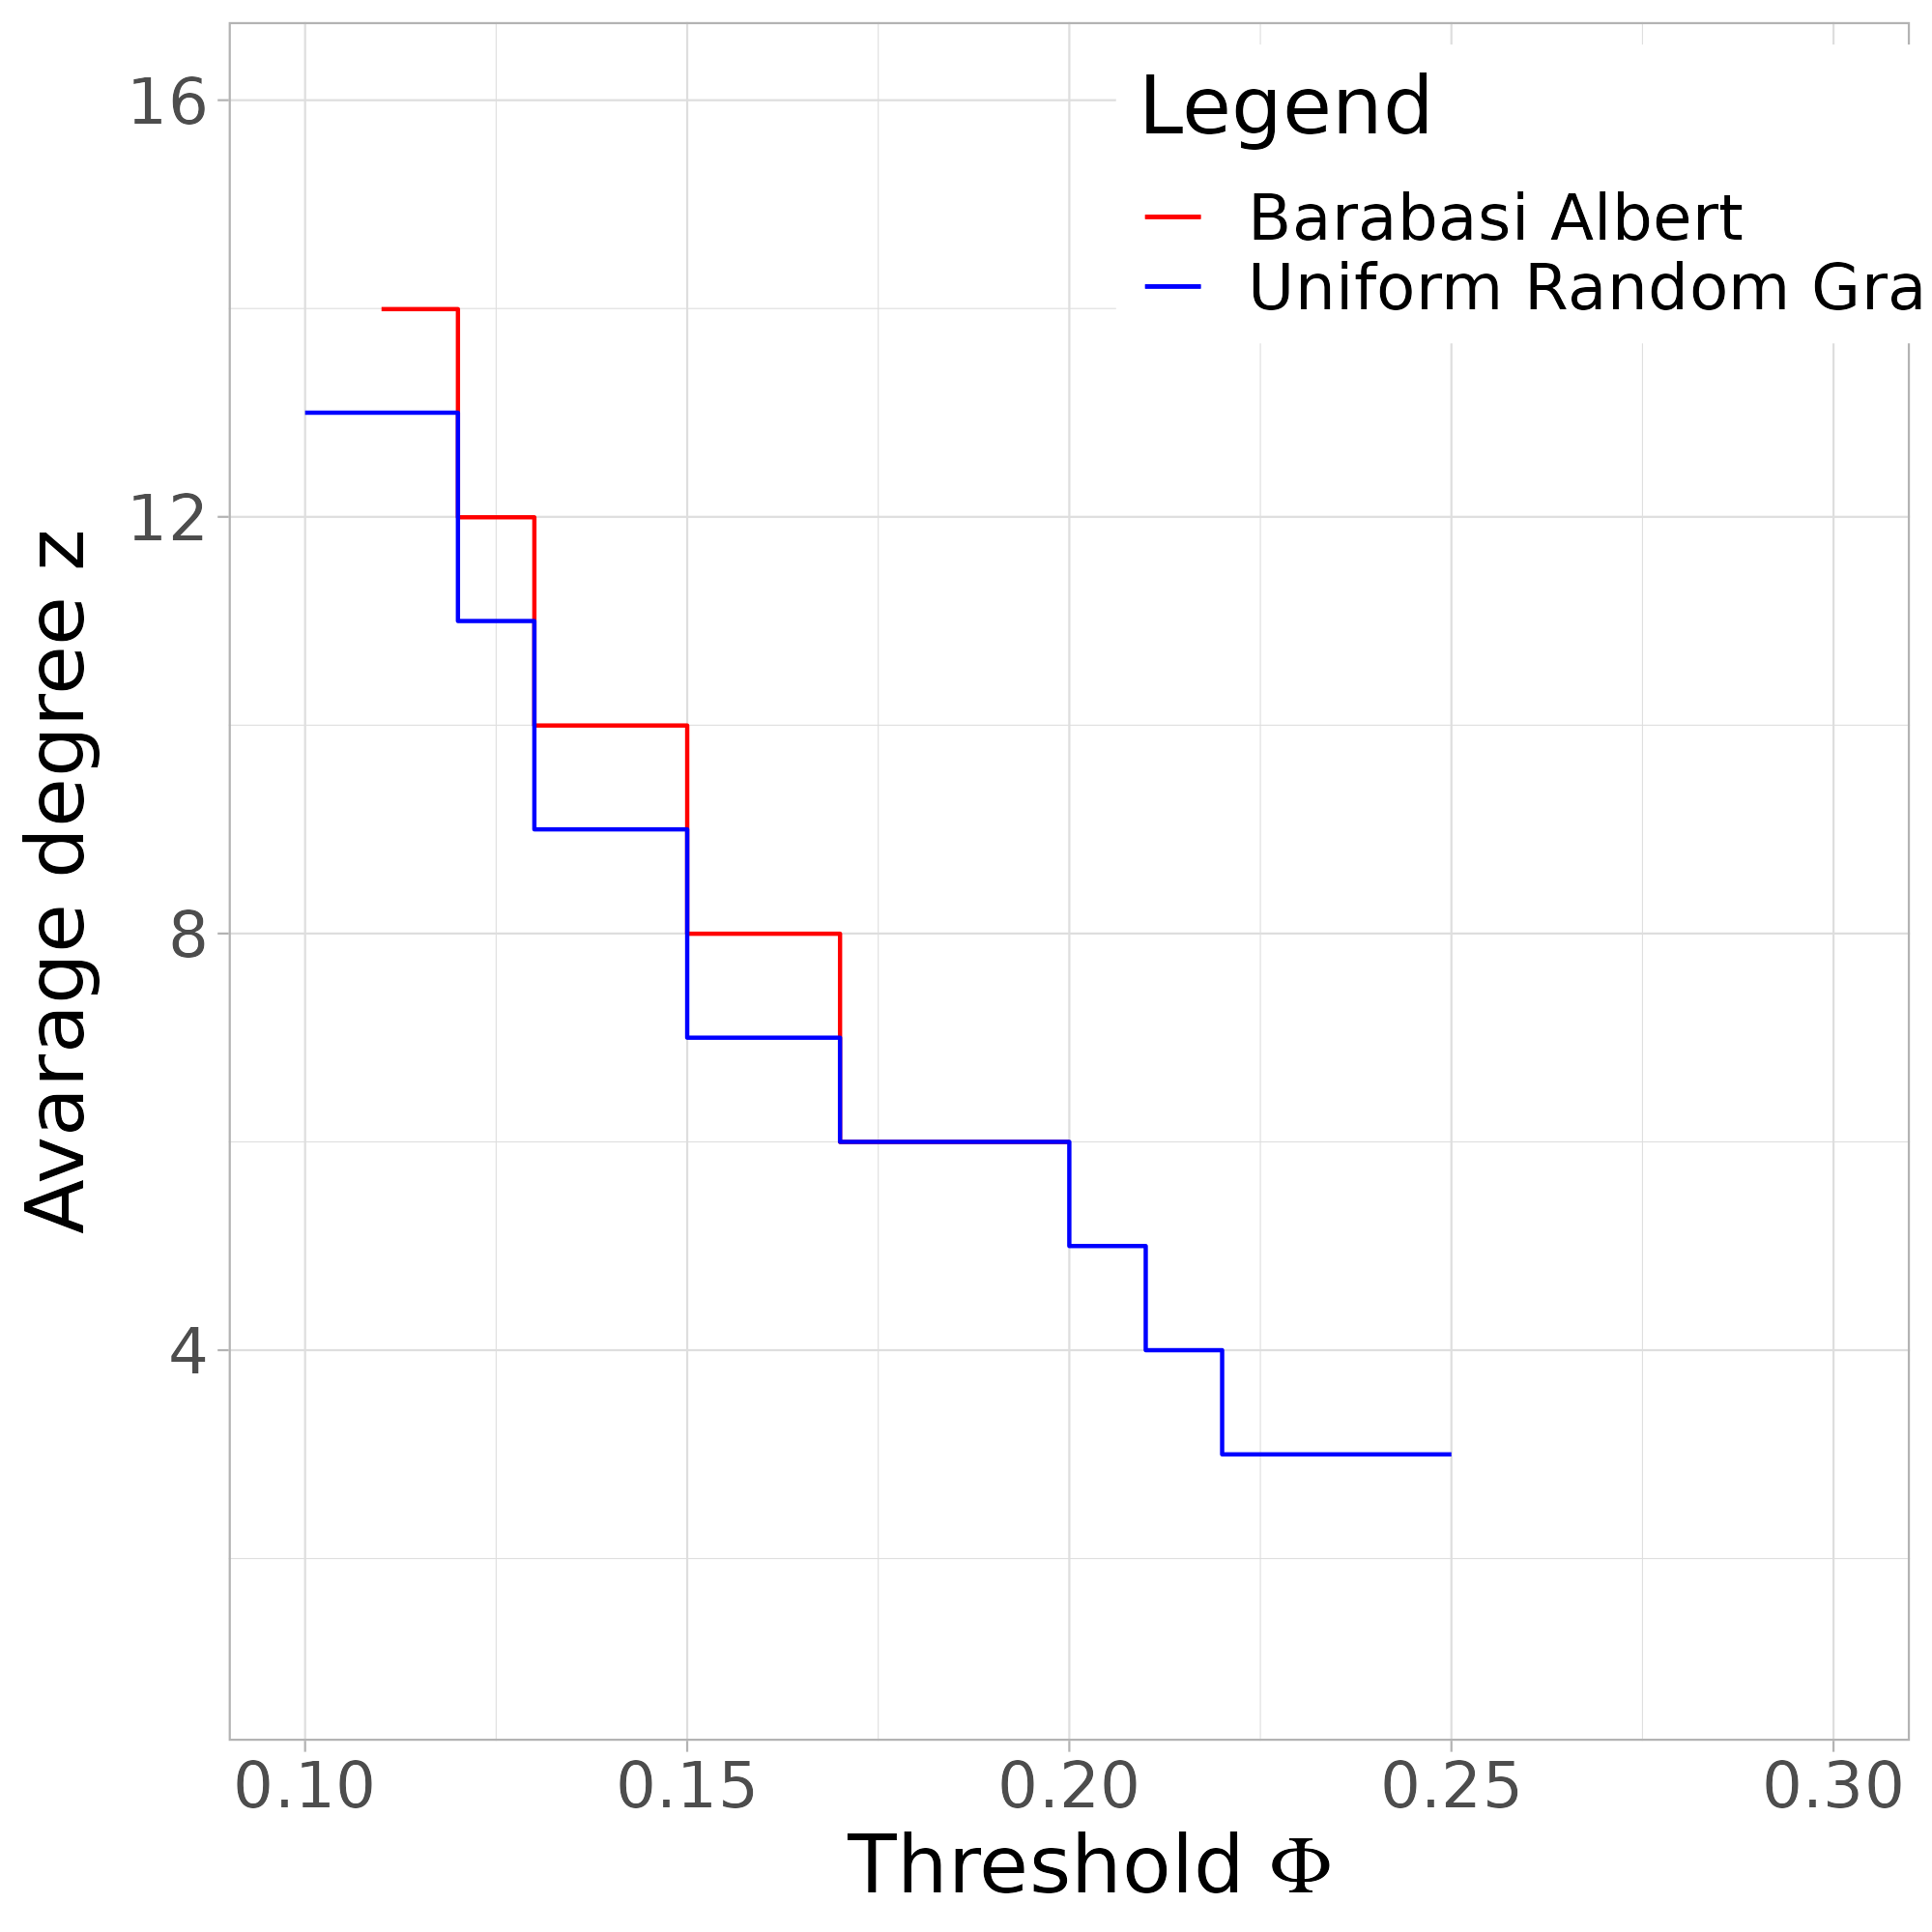 Legend
Barabasi Albert
Uniform Random Gra
16
12
8
4
Avarage degree z
0.10 0.15 0.20 0.25 0.30
Threshold Φ